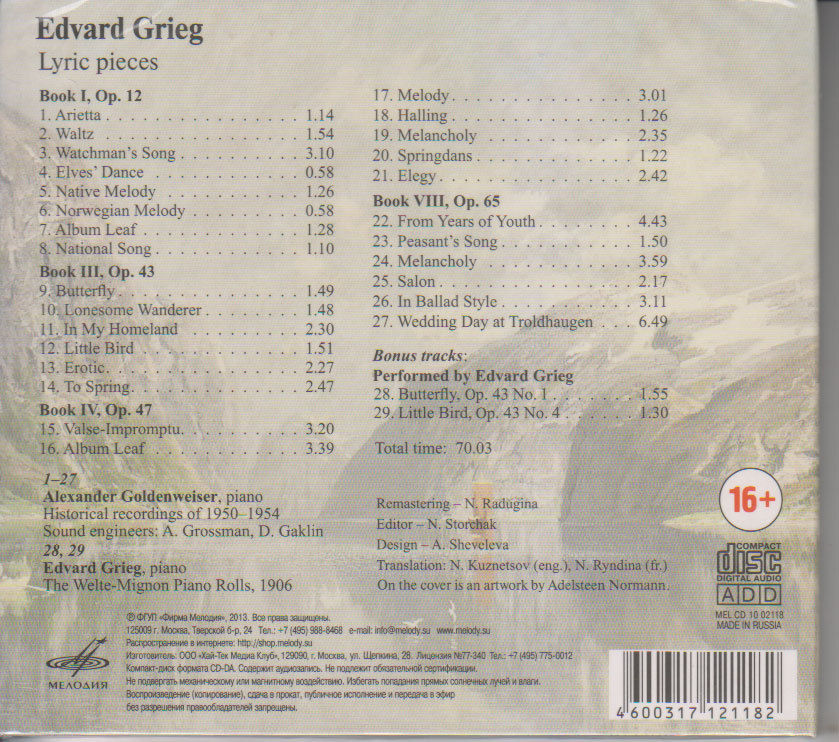 Edvard Grieg
Lyric pieces
Book I, Op. 12
1. Arietta . . . . . . . . . . . . . . . . 1.14
2. Waltz . . . . . . . . . . . . . . . . 1.54
3. Watchman's Song . . . . . . . . . . 3.10
4. Elves' Dance . . . . . . . . . . . . 0.58
5. Native Melody . . . . . . . . . . . 1.26
6. Norwegian Melody . . . . . . . . . 0.58
7. Album Leaf . . . . . . . . . . . . . 1.28
8. National Song . . . . . . . . . . . 1.10
Book III, Op. 43
9. Butterfly . . . . . . . . . . . . . . . 1.49
10. Lonesome Wanderer . . . . . . . . 1.48
11. In My Homeland . . . . . . . . . . 2.30
12. Little Bird . . . . . . . . . . . . . 1.51
13. Erotic . . . . . . . . . . . . . . . 2.27
14. To Spring . . . . . . . . . . . . . 2.47
Book IV, Op. 47
15. Valse-Impromptu . . . . . . . . . . 3.20
16. Album Leaf . . . . . . . . . . . . 3.39
1–27
Alexander Goldenweiser, piano
Historical recordings of 1950–1954
Sound engineers: A. Grossman, D. Gaklin
28, 29
Edvard Grieg, piano
The Welte-Mignon Piano Rolls, 1906
17. Melody . . . . . . . . . . . . . . . 3.01
18. Halling . . . . . . . . . . . . . . . 1.26
19. Melancholy . . . . . . . . . . . . . 2.35
20. Springdans . . . . . . . . . . . . . 1.22
21. Elegy . . . . . . . . . . . . . . . . 2.42
Book VIII, Op. 65
22. From Years of Youth . . . . . . . . 4.43
23. Peasant's Song . . . . . . . . . . . 1.50
24. Melancholy . . . . . . . . . . . . . 3.59
25. Salon . . . . . . . . . . . . . . . . 2.17
26. In Ballad Style . . . . . . . . . . . 3.11
27. Wedding Day at Troldhaugen . . . 6.49
Bonus tracks:
Performed by Edvard Grieg
28. Butterfly, Op. 43 No. 1 . . . . . . . 1.55
29. Little Bird, Op. 43 No. 4 . . . . . . 1.30
Total time: 70.03
Remastering – N. Radugina
Editor – N. Storchak
Design – A. Sheveleva
Translation: N. Kuznetsov (eng.), N. Ryndina (fr.)
On the cover is an artwork by Adelsteen Normann.
16+
COMPACT
disc
DIGITAL AUDIO
ADD
MEL CD 10 02118
MADE IN RUSSIA
МЕЛОДИЯ
℗ ФГУП «Фирма Мелодия», 2013. Все права защищены.
125009 г. Москва, Тверской б-р, 24 Тел.: +7 (495) 988-8468 e-mail: info@melody.su www.melody.su
Распространение в интернете: http://shop.melody.su
Изготовитель: ООО «Хай-Тек Медиа Клуб», 129090, г. Москва, ул. Щепкина, 28. Лицензия №77-340 Тел.: +7 (495) 775-0012
Компакт-диск формата CD-DA. Содержит аудиозапись. Не подлежит обязательной сертификации.
Не подвергать механическому или магнитному воздействию. Избегать попадания прямых солнечных лучей и влаги.
Воспроизведение (копирование), сдача в прокат, публичное исполнение и передача в эфир
без разрешения правообладателей запрещены.
4 600317 121182